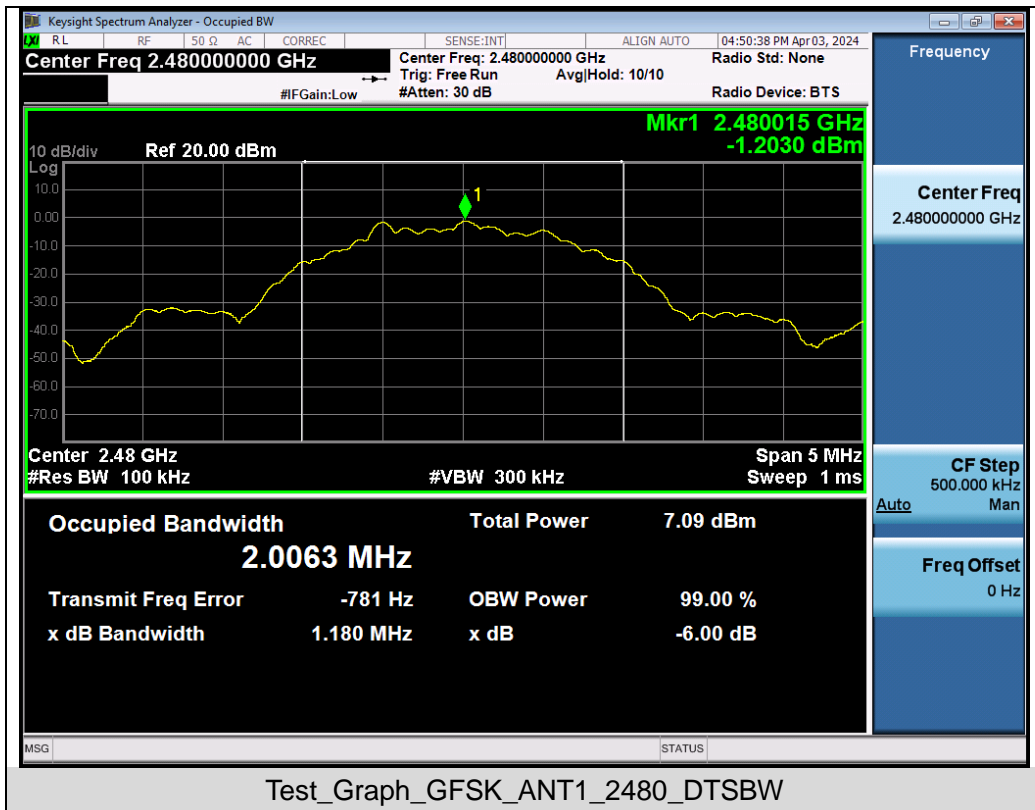 Keysight Spectrum Analyzer - Occupied BW
LXI RL RF 50 Ω AC CORREC SENSE:INT ALIGN AUTO 04:50:38 PM Apr 03, 2024
Center Freq 2.480000000 GHz
Center Freq: 2.480000000 GHz
Radio Std: None
Trig: Free Run Avg|Hold: 10/10
#IFGain:Low #Atten: 30 dB Radio Device: BTS
Mkr1 2.480015 GHz
-1.2030 dBm
10 dB/div Ref 20.00 dBm
Log
10.0
0.00
-10.0
-20.0
-30.0
-40.0
-50.0
-60.0
-70.0
1
Center 2.48 GHz Span 5 MHz
#Res BW 100 kHz #VBW 300 kHz Sweep 1 ms
Occupied Bandwidth Total Power 7.09 dBm
2.0063 MHz
Transmit Freq Error -781 Hz OBW Power 99.00 %
x dB Bandwidth 1.180 MHz x dB -6.00 dB
Frequency
Center Freq
2.480000000 GHz
CF Step
500.000 kHz
Auto Man
Freq Offset
0 Hz
MSG STATUS
Test_Graph_GFSK_ANT1_2480_DTSBW